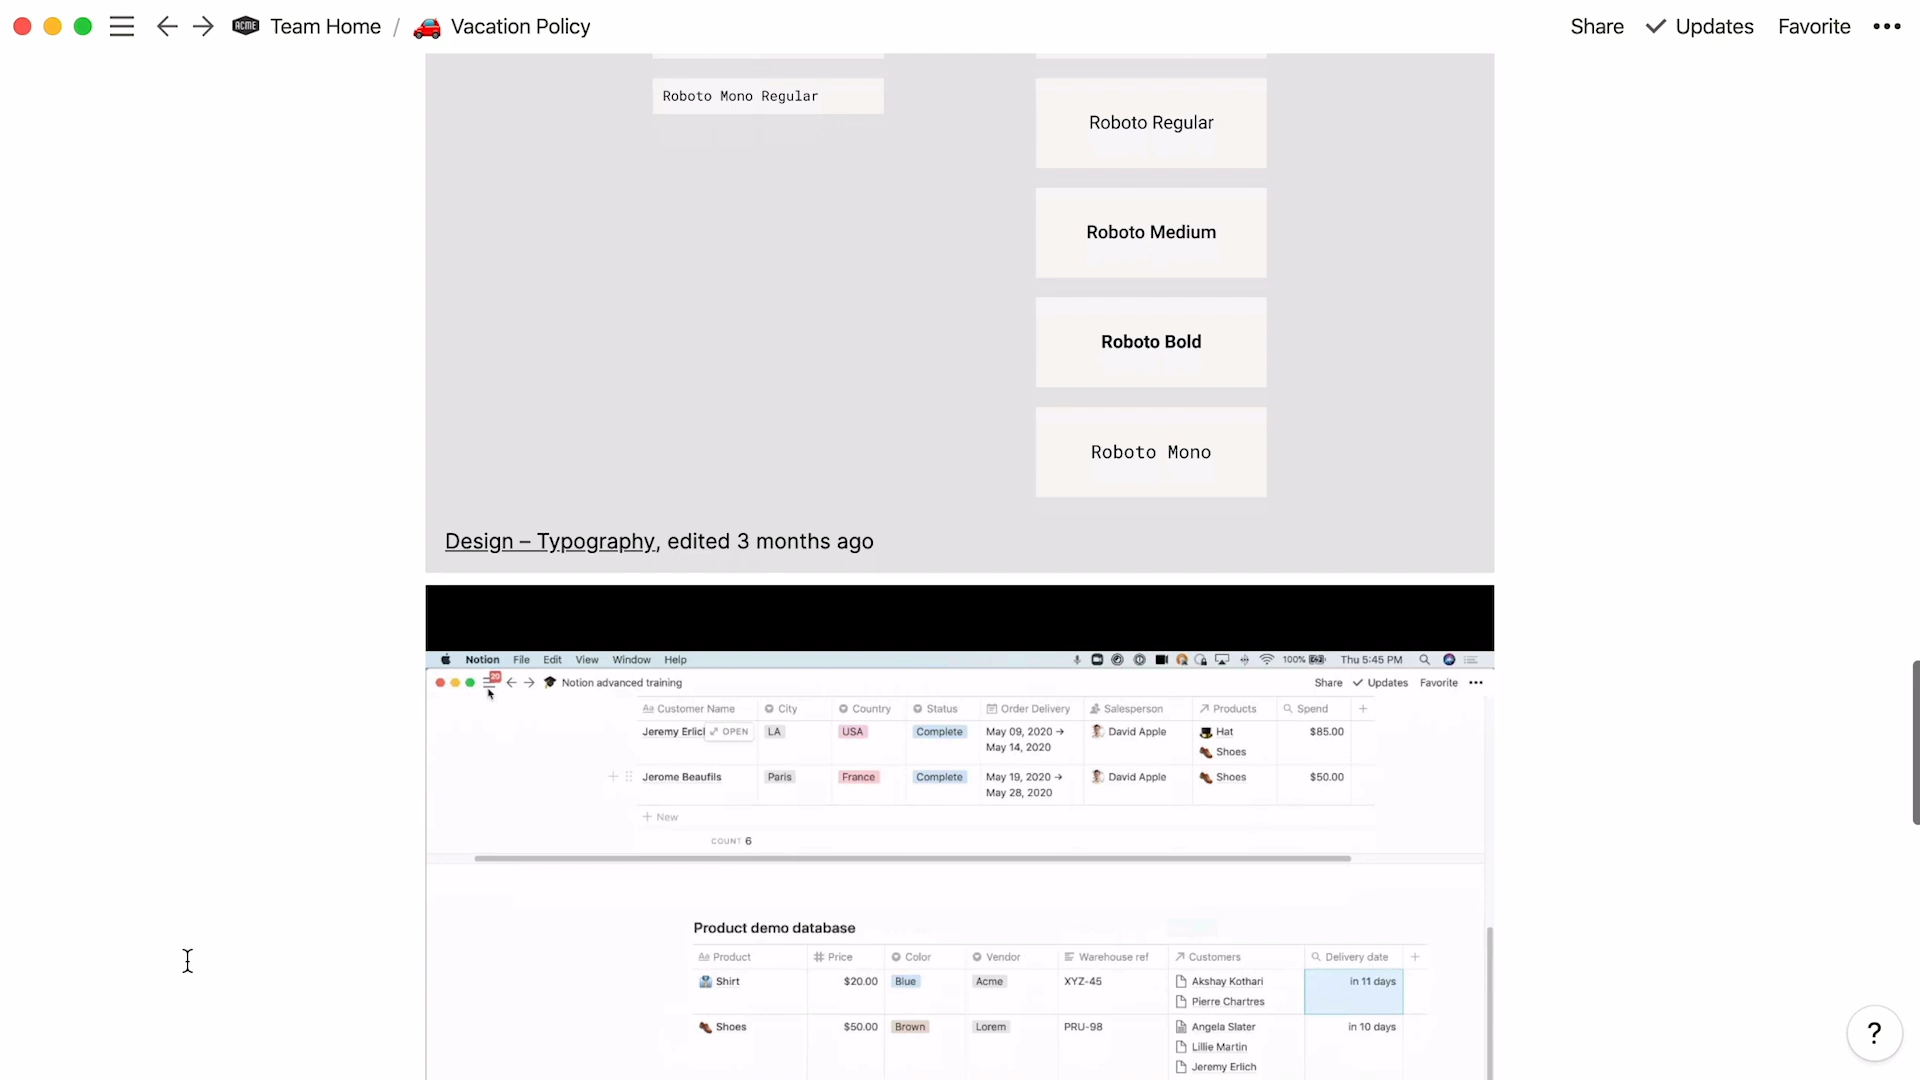 ACME Team Home / Vacation Policy Share Updates Favorite
Roboto Mono Regular
Roboto Regular
Roboto Medium
Roboto Bold
Roboto Mono
Design – Typography, edited 3 months ago
Notion File Edit View Window Help 100% Thu 5:45 PM
20
Notion advanced training Share Updates Favorite
Aa Customer Name City Country Status Order Delivery Salesperson Products Spend
Jeremy Erlic OPEN LA USA Complete May 09, 2020 → David Apple Hat $85.00
May 14, 2020 Shoes
Jerome Beaufils Paris France Complete May 19, 2020 → David Apple Shoes $50.00
May 28, 2020
+ New
COUNT 6
Product demo database
Aa Product # Price Color Vendor Warehouse ref Customers Delivery date
Shirt $20.00 Blue Acme XYZ-45 Akshay Kothari in 11 days
Pierre Chartres
Shoes $50.00 Brown Lorem PRU-98 Angela Slater in 10 days
Lillie Martin
Jeremy Erlich
?